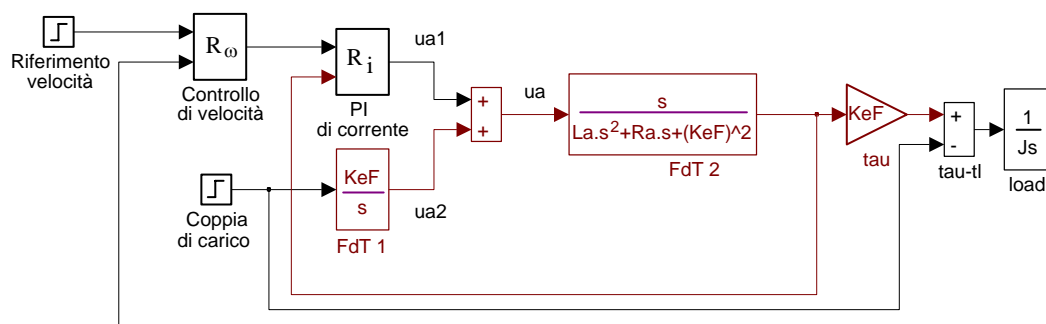 Riferimento
velocità
Rω
Controllo
di velocità
Ri
PI
di corrente
ua1
+
+
ua
s
La.s²+Ra.s+(KeF)^2
FdT 2
KeF
tau
+
-
tau-tl
1
Js
load
Coppia
di carico
KeF
s
FdT 1
ua2